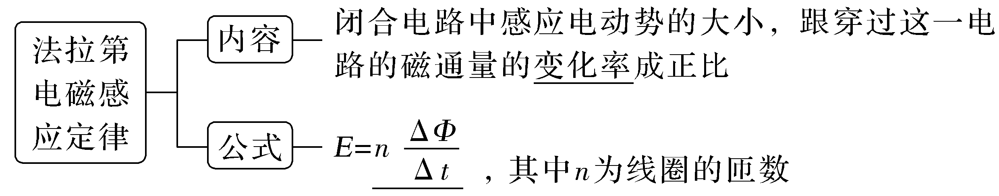 法拉第
电磁感
应定律
内容
闭合电路中感应电动势的大小，跟穿过这一电
路的磁通量的变化率成正比
公式
E=n ΔΦ/Δt，其中n为线圈的匝数